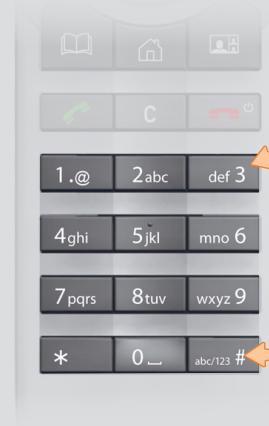 C
1.@ 2abc def 3
4ghi 5jkl mno 6
7pqrs 8tuv wxyz 9
* 0⎵ abc/123 #